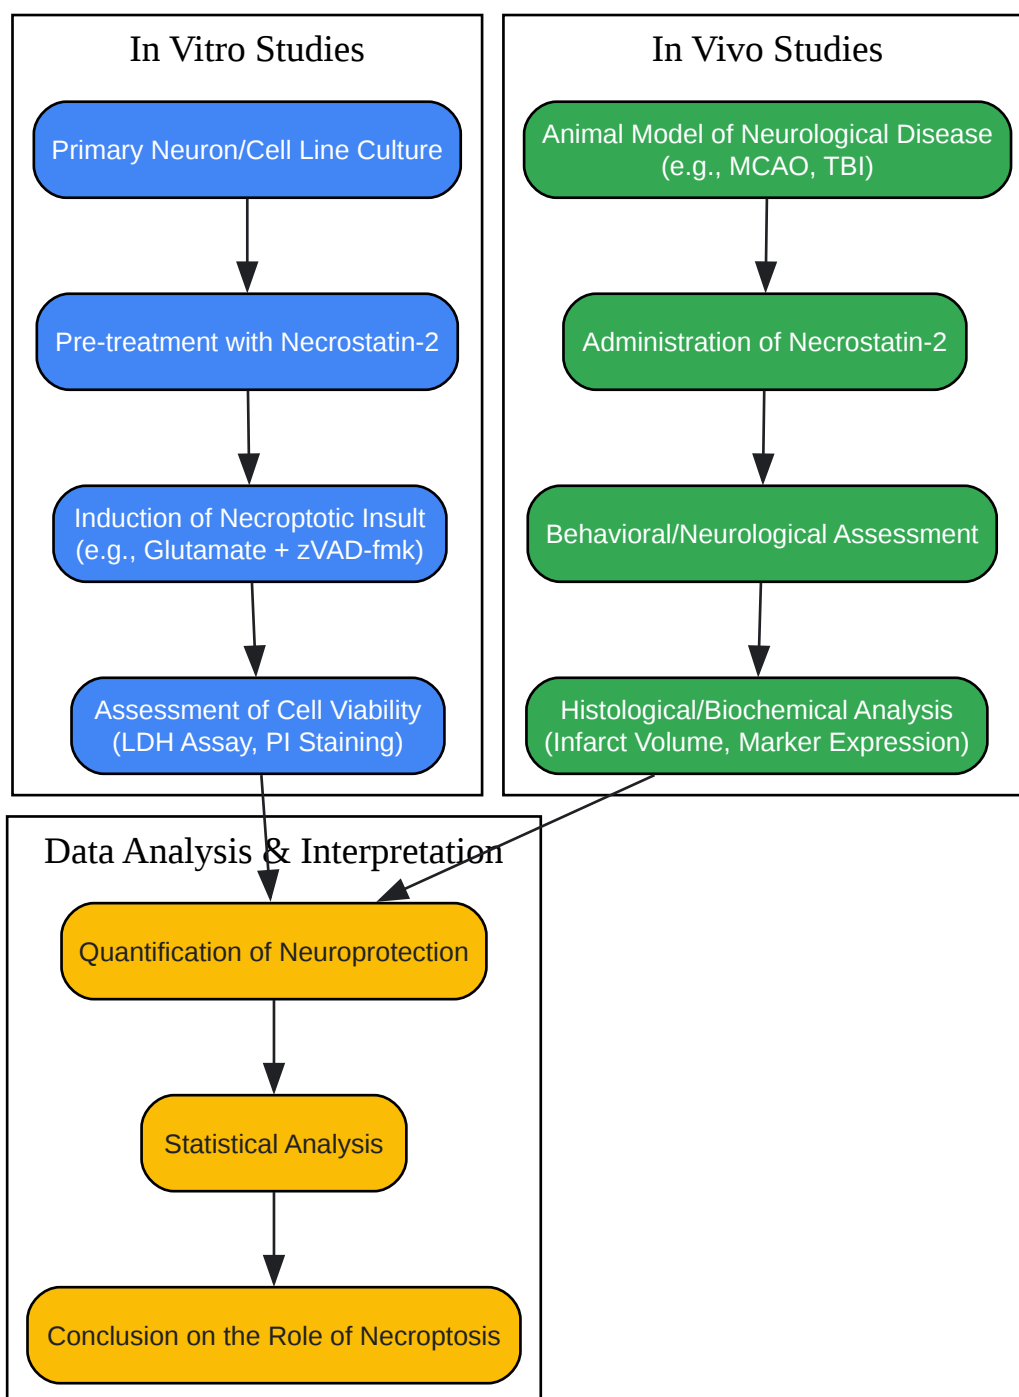 In Vitro Studies
Primary Neuron/Cell Line Culture
Pre-treatment with Necrostatin-2
Induction of Necroptotic Insult
(e.g., Glutamate + zVAD-fmk)
Assessment of Cell Viability
(LDH Assay, PI Staining)
In Vivo Studies
Animal Model of Neurological Disease
(e.g., MCAO, TBI)
Administration of Necrostatin-2
Behavioral/Neurological Assessment
Histological/Biochemical Analysis
(Infarct Volume, Marker Expression)
Data Analysis & Interpretation
Quantification of Neuroprotection
Statistical Analysis
Conclusion on the Role of Necroptosis